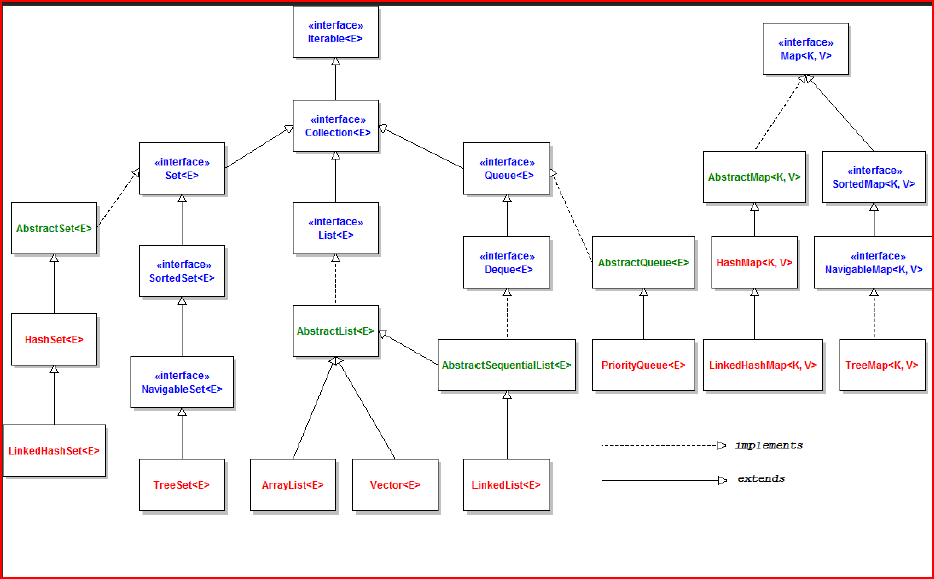 «interface»
Iterable<E>
«interface»
Map<K, V>
«interface»
Collection<E>
«interface»
Set<E>
«interface»
Queue<E>
AbstractMap<K, V>
«interface»
SortedMap<K, V>
AbstractSet<E>
«interface»
List<E>
«interface»
SortedSet<E>
«interface»
Deque<E>
AbstractQueue<E>
HashMap<K, V>
«interface»
NavigableMap<K, V>
HashSet<E>
AbstractList<E>
«interface»
NavigableSet<E>
AbstractSequentialList<E>
PriorityQueue<E>
LinkedHashMap<K, V>
TreeMap<K, V>
LinkedHashSet<E>
TreeSet<E>
ArrayList<E>
Vector<E>
LinkedList<E>
implements
extends